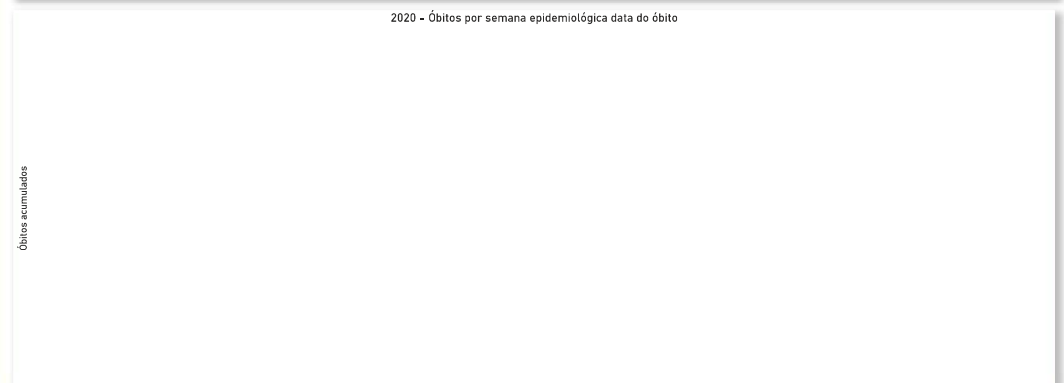 2020 - Óbitos por semana epidemiológica data do óbito
Óbitos acumulados